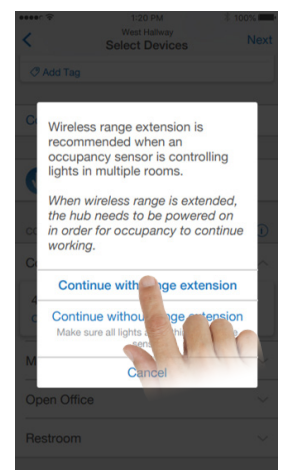 1:20 PM
100%
West Hallway
Select Devices
Next
Add Tag
Wireless range extension is
recommended when an
occupancy sensor is controlling
lights in multiple rooms.
When wireless range is extended,
the hub needs to be powered on
in order for occupancy to continue
working.
Continue with range extension
Continue without range extension
Make sure all lights
Cancel
Open Office
Restroom